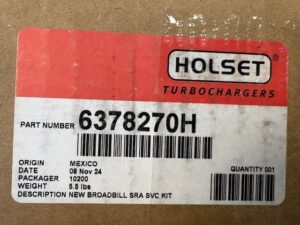 HOLSET®
TURBOCHARGERS
PART NUMBER 6378270H
ORIGIN MEXICO
DATE 08 Nov 24
PACKAGER 10200
WEIGHT 5.5 lbs
QUANTITY 001
DESCRIPTION NEW BROADBILL SRA SVC KIT